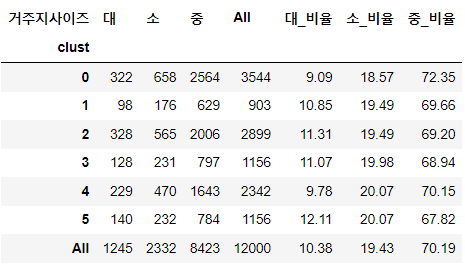 거주지사이즈 대 소 중 All 대_비율 소_비율 중_비율
clust
0 322 658 2564 3544 9.09 18.57 72.35
1 98 176 629 903 10.85 19.49 69.66
2 328 565 2006 2899 11.31 19.49 69.20
3 128 231 797 1156 11.07 19.98 68.94
4 229 470 1643 2342 9.78 20.07 70.15
5 140 232 784 1156 12.11 20.07 67.82
All 1245 2332 8423 12000 10.38 19.43 70.19